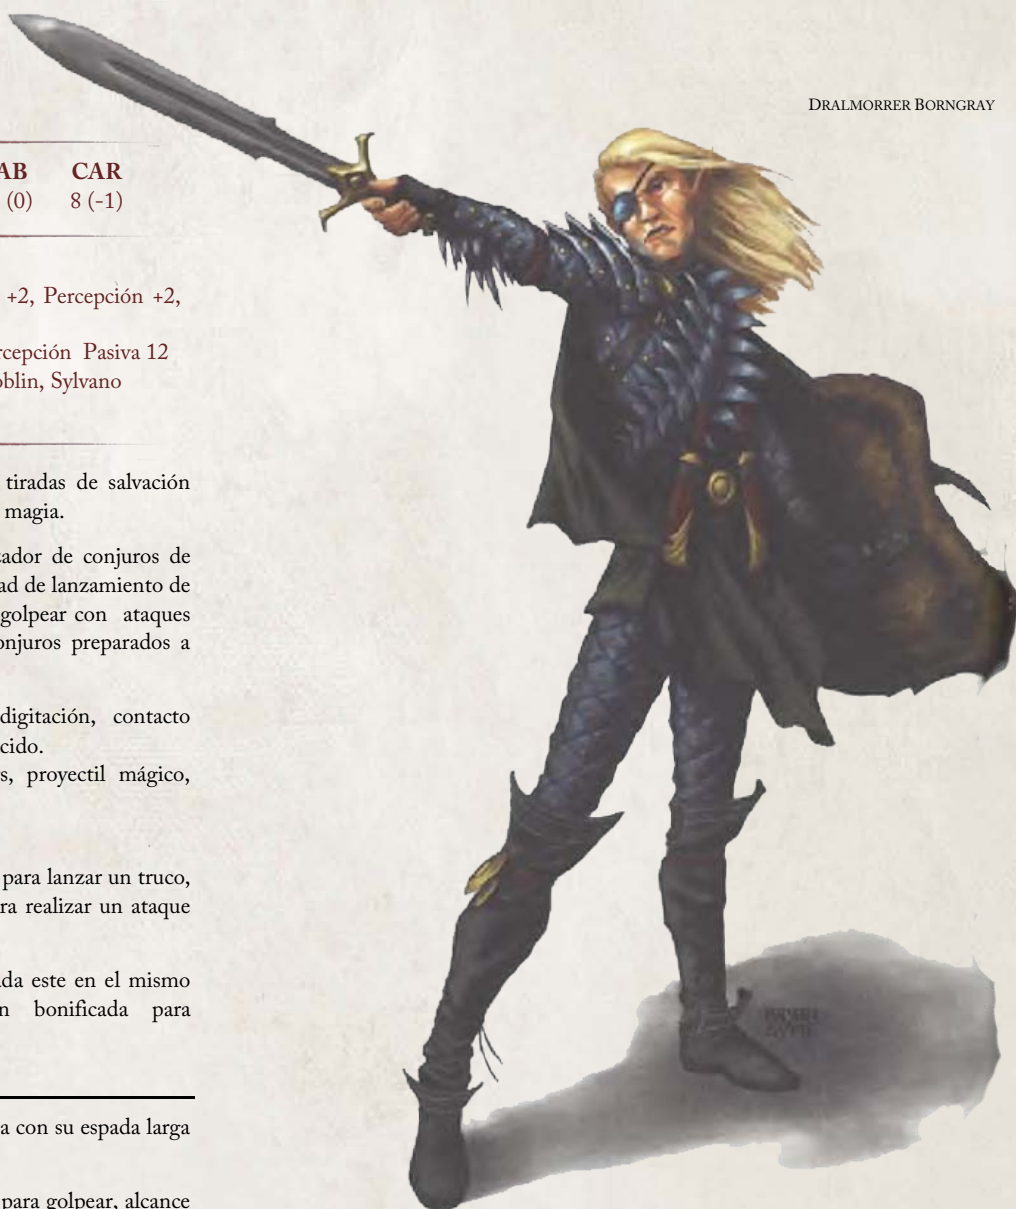 DRALMORRER BORNGRAY
AB CAR
(0) 8 (-1)
+2, Percepción +2,
rcepción Pasiva 12
oblin, Sylvano
tiradas de salvación
magia.
zador de conjuros de
ad de lanzamiento de
golpear con ataques
onjuros preparados a
digitación, contacto
cido.
s, proyectil mágico,
para lanzar un truco,
ra realizar un ataque
da este en el mismo
n bonificada para
a con su espada larga
para golpear, alcance